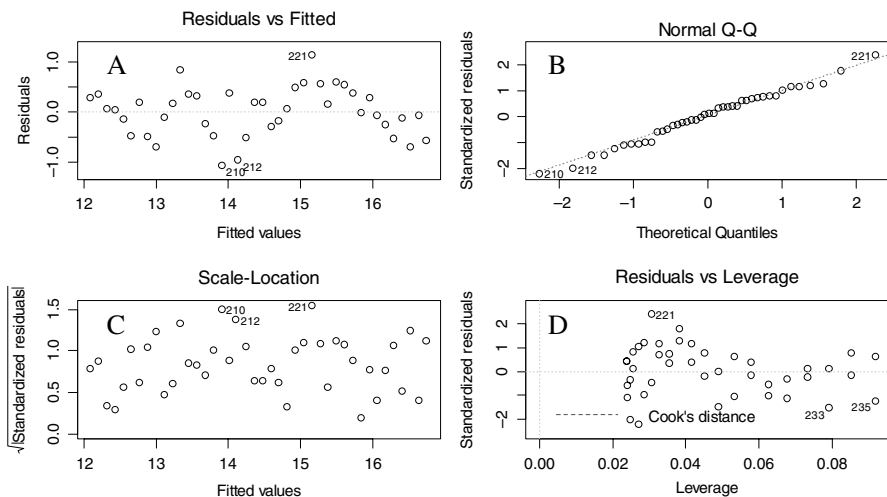 Residuals vs Fitted
A
Residuals
1.0
0.0
−1.0
221
210
212
12 13 14 15 16
Fitted values
Normal Q-Q
B
Standardized residuals
2
1
0
−2
221
210
212
−2 −1 0 1 2
Theoretical Quantiles
Scale-Location
C
√|Standardized residuals|
1.5
1.0
0.5
0.0
210
212
221
12 13 14 15 16
Fitted values
Residuals vs Leverage
D
Standardized residuals
2
1
0
−2
221
Cook's distance
233
235
0.00 0.02 0.04 0.06 0.08
Leverage